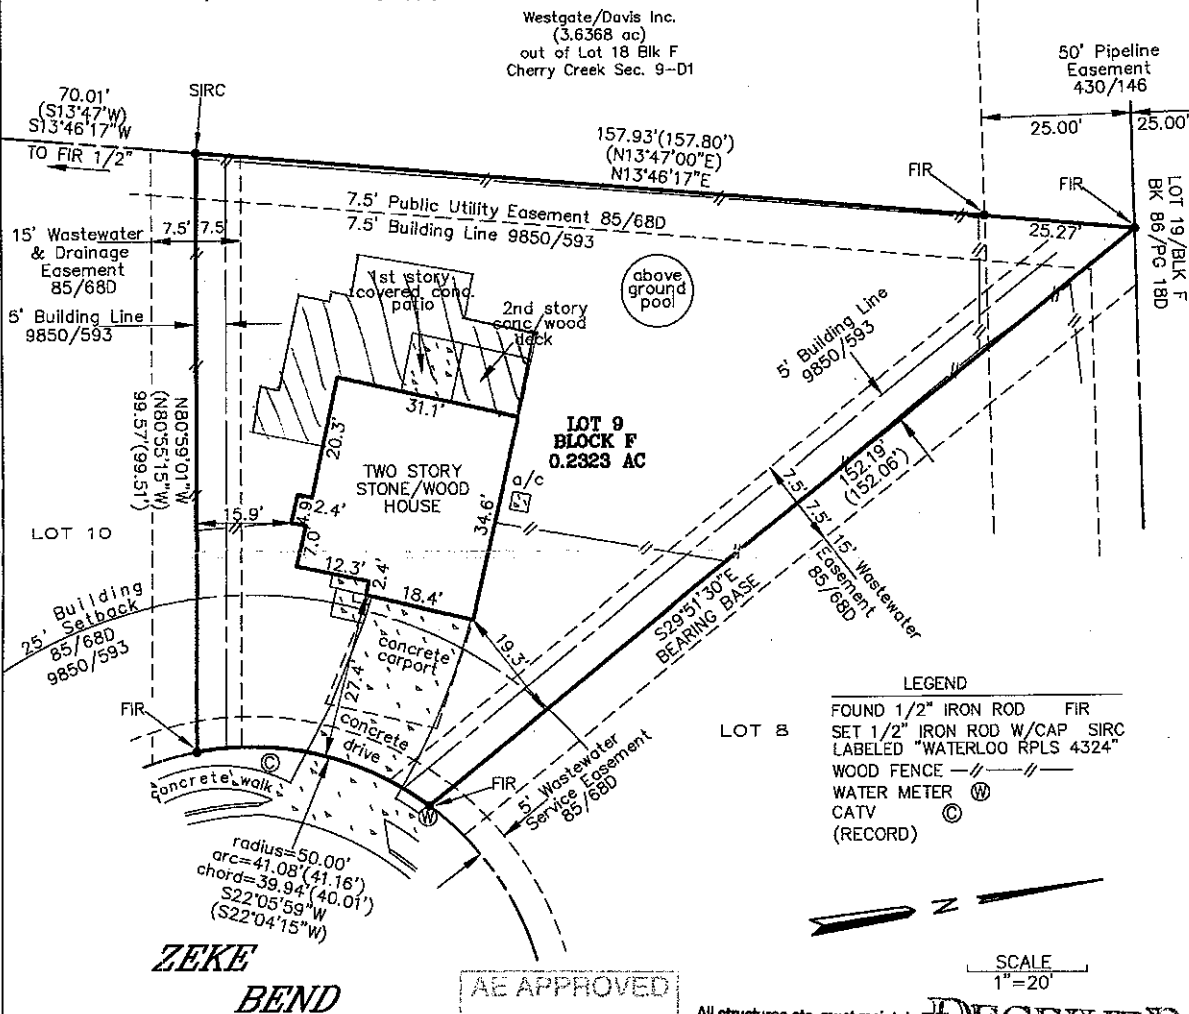 Westgate/Davis Inc.
(3.6368 ac)
out of Lot 18 Blk F
Cherry Creek Sec. 9-D1
50' Pipeline
Easement
430/146
25.00'
25.00'
70.01'
(S13°47'W)
S13°46'17"W
TO FIR 1/2"
SIRC
157.93'(157.80')
(N13°47'00"E)
N13°46'17"E
FIR
FIR
25.27'
LOT 19/BLK F
BK 86/PG 18D
7.5' Public Utility Easement 85/68D
7.5' Building Line 9850/593
15' Wastewater
& Drainage
Easement
85/68D
7.5'
7.5'
5' Building Line
9850/593
1st story
covered conc.
patio
2nd story
conc wood
deck
above
ground
pool
5' Building Line
9850/593
N80°59'01"W
(N80°55'15"W)
99.57'(99.51')
31.1'
20.3'
LOT 9
BLOCK F
0.2323 AC
TWO STORY
STONE/WOOD
HOUSE
a/c
34.6'
4.9'
2.4'
15.9'
7.0'
12.3'
2.4'
18.4'
152.19'
(152.06')
7.5'
7.5'
15' Wastewater
Easement
85/68D
LOT 10
S29°51'30"E
BEARING BASE
25' Building
Setback
85/68D
9850/593
19.3'
concrete
carport
27.4'
concrete
drive
FIR
concrete walk
©
FIR
W
5' Wastewater
Service Easement
85/68D
LOT 8
radius=50.00'
arc=41.08'(41.16')
chord=39.94'(40.01')
S22°05'59"W
(S22°04'15"W)
LEGEND
FOUND 1/2" IRON ROD FIR
SET 1/2" IRON ROD W/CAP SIRC
LABELED "WATERLOO RPLS 4324"
WOOD FENCE —//——//—
WATER METER Ⓦ
CATV ©
(RECORD)
N
SCALE
1"=20'
ZEKE
BEND
AE APPROVED